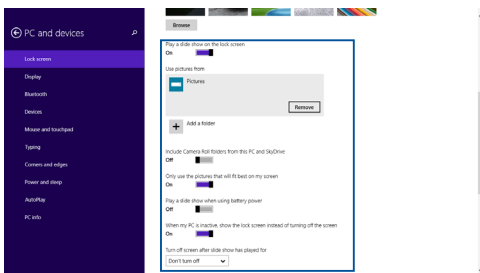 PC and devices
Lock screen
Display
Bluetooth
Devices
Mouse and touchpad
Typing
Corners and edges
Power and sleep
AutoPlay
PC info
Browse
Play a slide show on the lock screen
On
Use pictures from
Pictures
Remove
Add a folder
Include Camera Roll folders from this PC and SkyDrive
Off
Only use the pictures that will fit best on my screen
On
Play a slide show when using battery power
Off
When my PC is inactive, show the lock screen instead of turning off the screen
On
Turn off screen after slide show has played for
Don't turn off